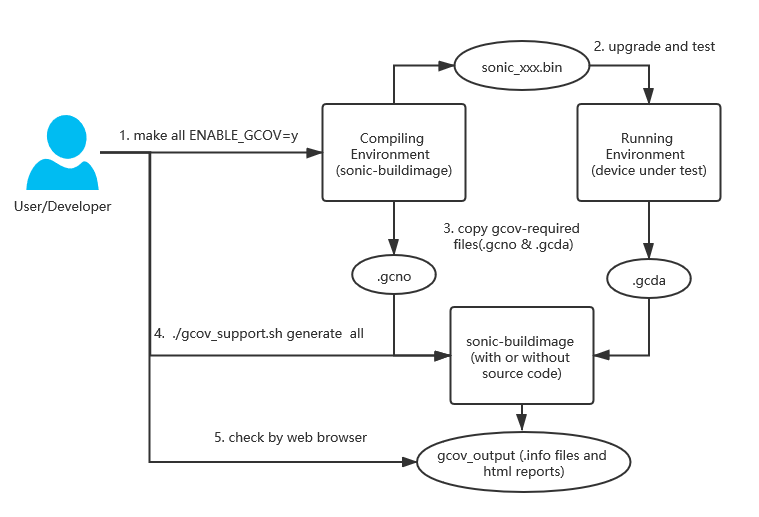 sonic_xxx.bin
2. upgrade and test
1. make all ENABLE_GCOV=y
Compiling
Environment
(sonic-buildimage)
Running
Environment
(device under test)
User/Developer
3. copy gcov-required
files(.gcno & .gcda)
.gcno
.gcda
4. ./gcov_support.sh generate all
sonic-buildimage
(with or without
source code)
5. check by web browser
gcov_output (.info files and
html reports)